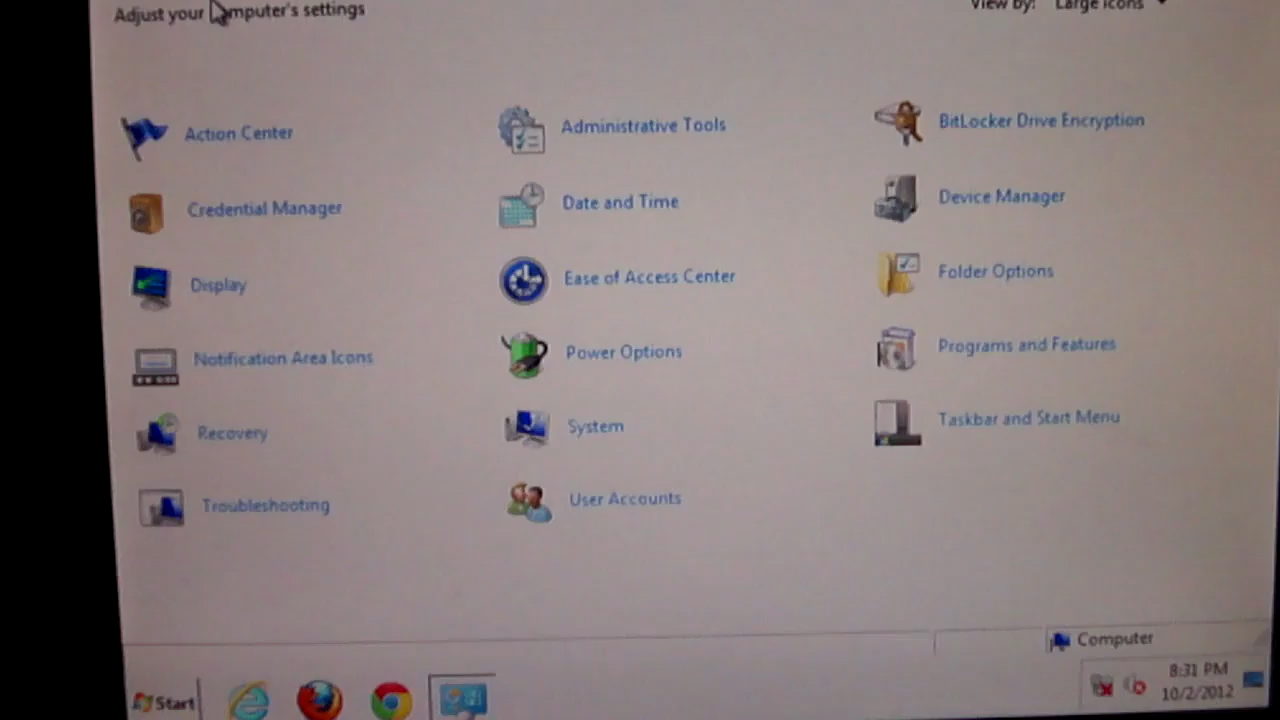 Adjust your computer's settings
View by: Large icons
Action Center
Administrative Tools
BitLocker Drive Encryption
Credential Manager
Date and Time
Device Manager
Display
Ease of Access Center
Folder Options
Notification Area Icons
Power Options
Programs and Features
Recovery
System
Taskbar and Start Menu
Troubleshooting
User Accounts
Computer
Start
8:31 PM
10/2/2012